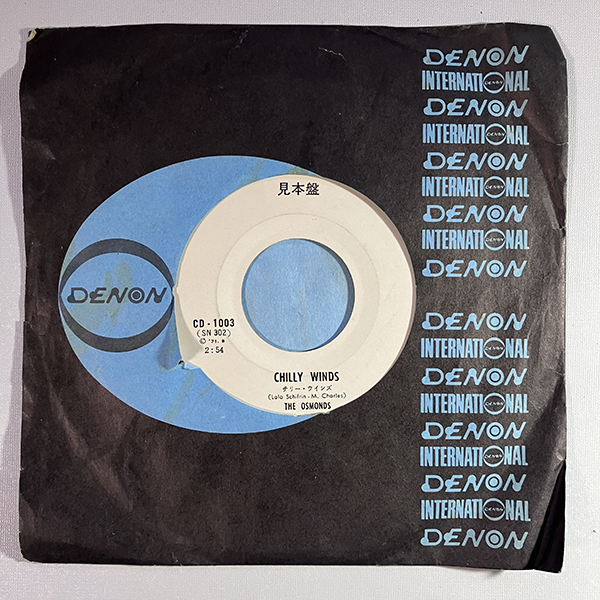 見本盤
CD-1003
(SN 302)
© '71. 8
2:54
CHILLY WINDS
チリー・ウインズ
(Lalo Schifrin-M. Charles)
THE OSMONDS
DENON
DENON
INTERNATIONAL
DENON
INTERNATIONAL
DENON
INTERNATIONAL
DENON
INTERNATIONAL
DENON
DENON
INTERNATIONAL
DENON
INTERNATIONAL
DENON
INTERNATIONAL
DENON
INTERNATIONAL
DENON